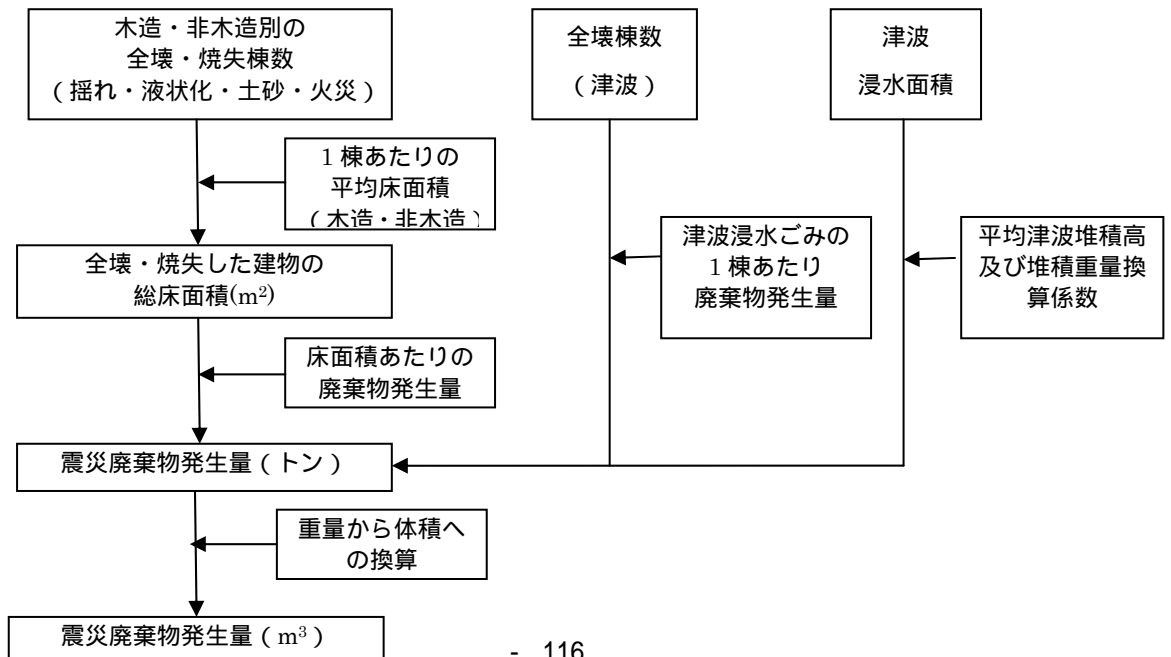 木造・非木造別の
全壊・焼失棟数
（揺れ・液状化・土砂・火災）
全壊棟数
（津波）
津波
浸水面積
1 棟あたりの
平均床面積
（木造・非木造）
全壊・焼失した建物の
総床面積(m²)
津波浸水ごみの
1 棟あたり
廃棄物発生量
平均津波堆積高
及び堆積重量換
算係数
床面積あたりの
廃棄物発生量
震災廃棄物発生量（トン）
重量から体積へ
の換算
震災廃棄物発生量（m³）
- 116